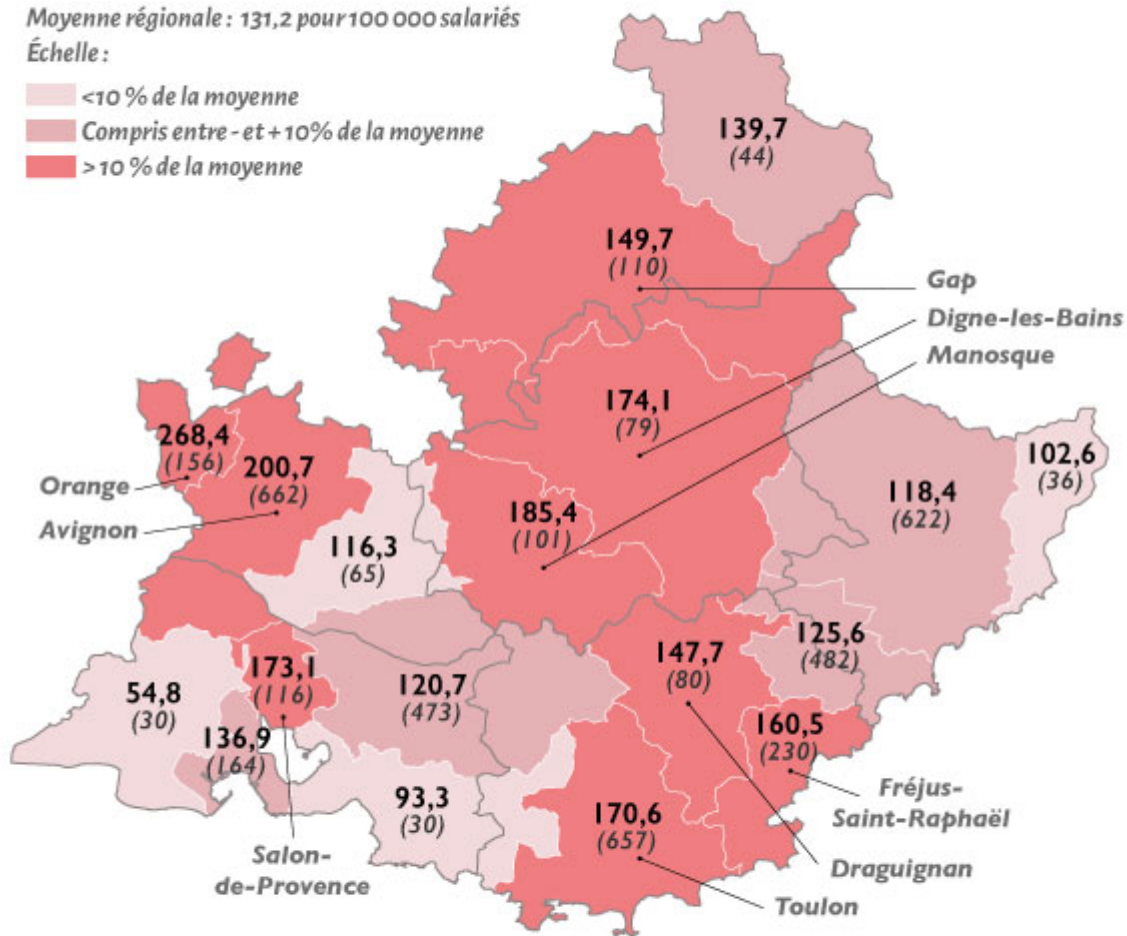 Moyenne régionale : 131,2 pour 100 000 salariés
Échelle :
<10 % de la moyenne
Compris entre - et + 10% de la moyenne
> 10 % de la moyenne
139,7
(44)
149,7
(110)
Gap
Digne-les-Bains
Manosque
174,1
(79)
268,4
(156)
200,7
(662)
102,6
(36)
Orange
118,4
(622)
Avignon
185,4
(101)
116,3
(65)
125,6
(482)
147,7
(80)
173,1
(116)
54,8
(30)
120,7
(473)
160,5
(230)
136,9
(164)
93,3
(30)
170,6
(657)
Fréjus-
Saint-Raphaël
Salon-
de-Provence
Draguignan
Toulon